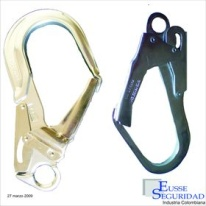 27 marzo 2009
EUSSE
SEGURIDAD
Industria Colombiana